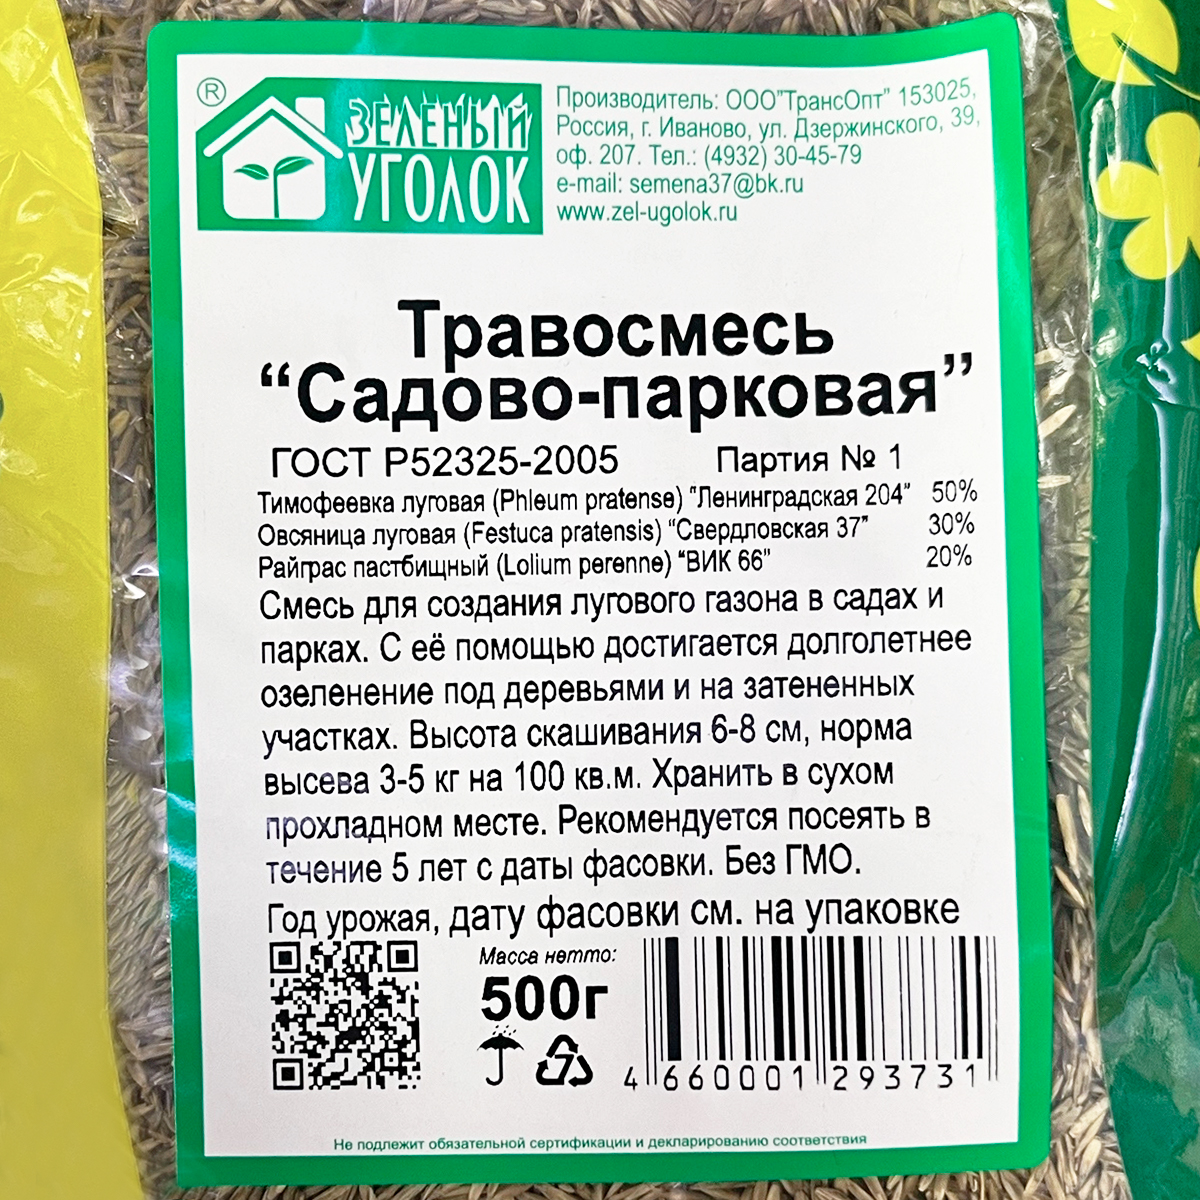 ®
ЗЕЛЕНЫЙ
УГОЛОК
Производитель: ООО"ТрансОпт" 153025,
Россия, г. Иваново, ул. Дзержинского, 39,
оф. 207. Тел.: (4932) 30-45-79
e-mail: semena37@bk.ru
www.zel-ugolok.ru
Травосмесь
“Садово-парковая”
ГОСТ Р52325-2005 Партия № 1
Тимофеевка луговая (Phleum pratense) "Ленинградская 204" 50%
Овсяница луговая (Festuca pratensis) "Свердловская 37" 30%
Райграс пастбищный (Lolium perenne) "ВИК 66" 20%
Смесь для создания лугового газона в садах и
парках. С её помощью достигается долголетнее
озеленение под деревьями и на затененных
участках. Высота скашивания 6-8 см, норма
высева 3-5 кг на 100 кв.м. Хранить в сухом
прохладном месте. Рекомендуется посеять в
течение 5 лет с даты фасовки. Без ГМО.
Год урожая, дату фасовки см. на упаковке
Масса нетто:
500г
4 660001 293731
Не подлежит обязательной сертификации и декларированию соответствия